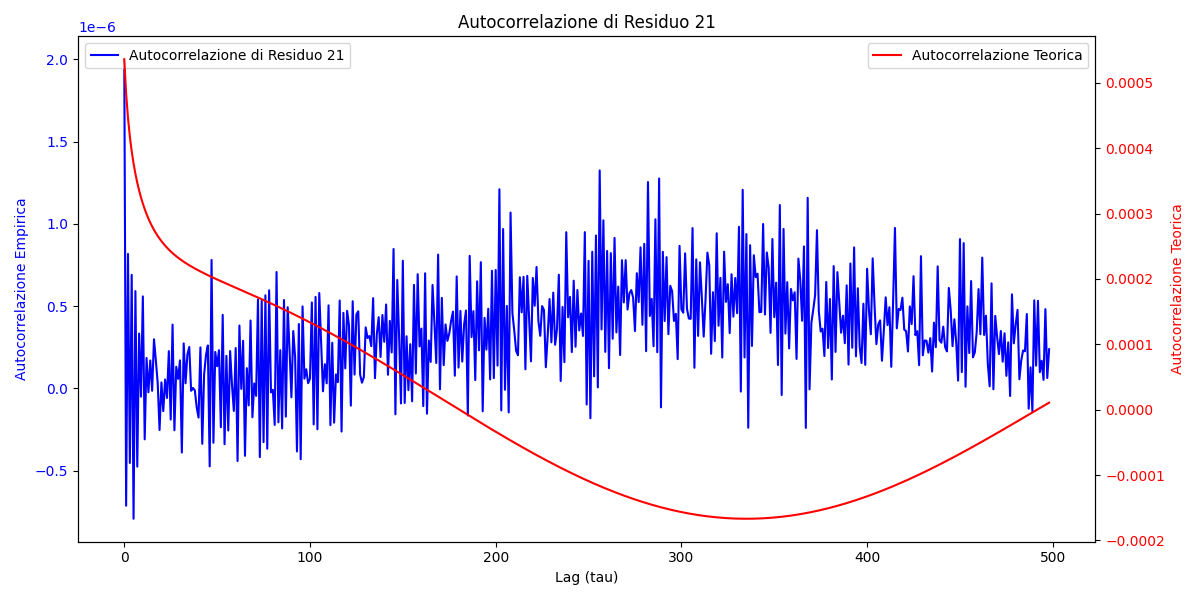 Autocorrelazione di Residuo 21
1e−6
Autocorrelazione di Residuo 21
Autocorrelazione Teorica
2.0
1.5
1.0
0.5
0.0
−0.5
Autocorrelazione Empirica
0.0005
0.0004
0.0003
0.0002
0.0001
0.0000
−0.0001
−0.0002
Autocorrelazione Teorica
0
100
200
300
400
500
Lag (tau)